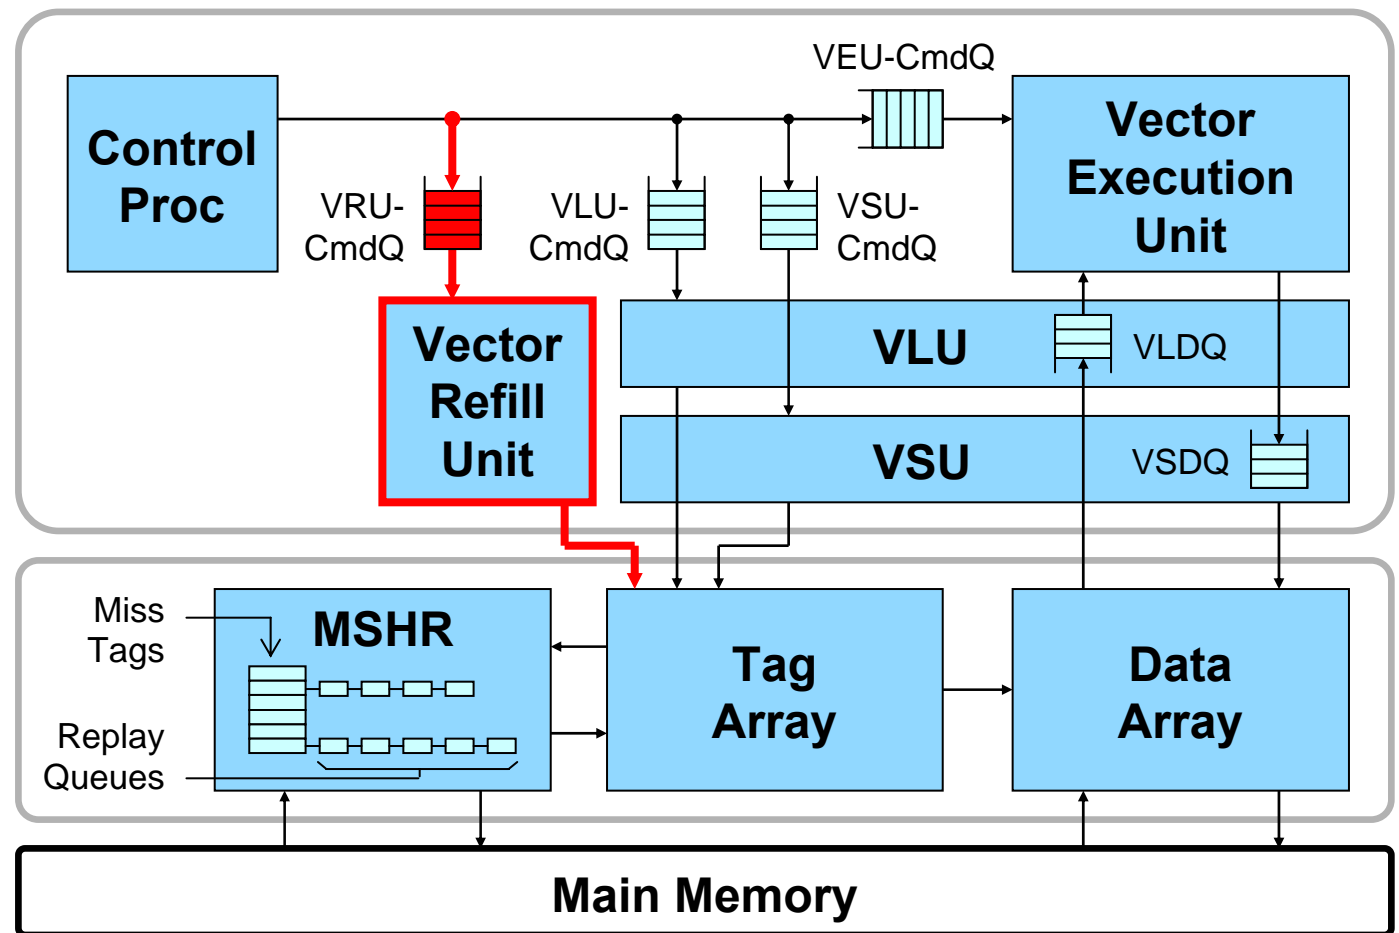 VEU-CmdQ
Control
Proc
Vector
Execution
Unit
VRU-
CmdQ
VLU-
CmdQ
VSU-
CmdQ
Vector
Refill
Unit
VLU
VLDQ
VSU
VSDQ
Miss
Tags
MSHR
Replay
Queues
Tag
Array
Data
Array
Main Memory